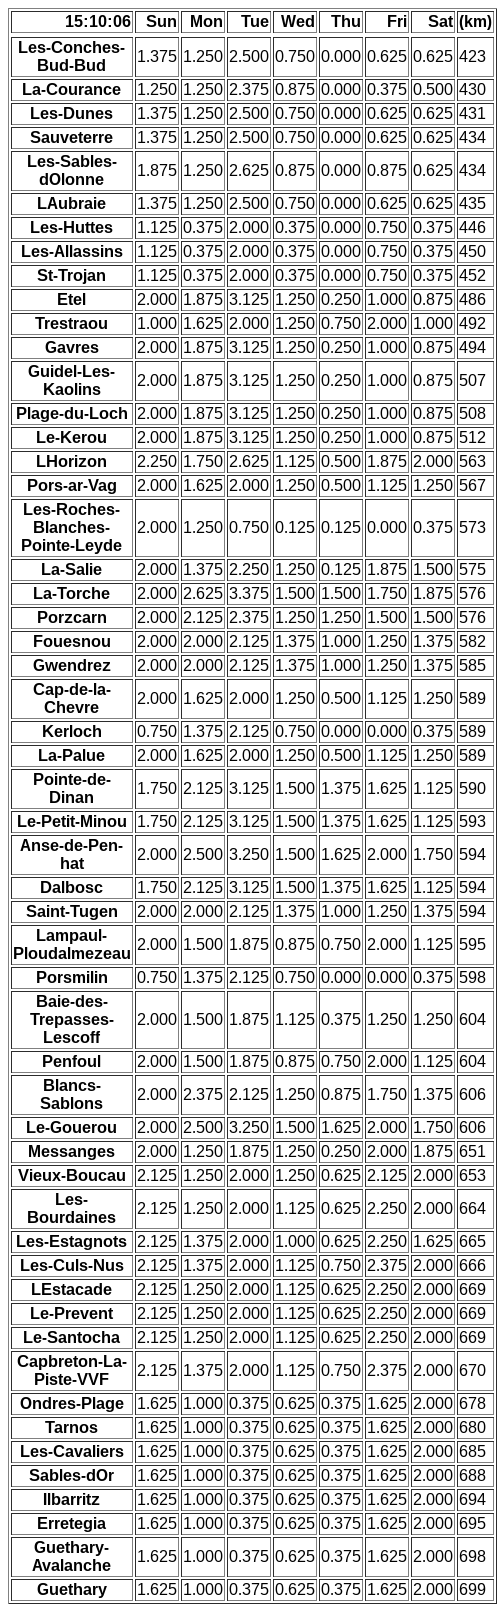 15:10:06 Sun Mon Tue Wed Thu Fri Sat (km)
Les-Conches-
Bud-Bud 1.375 1.250 2.500 0.750 0.000 0.625 0.625 423
La-Courance 1.250 1.250 2.375 0.875 0.000 0.375 0.500 430
Les-Dunes 1.375 1.250 2.500 0.750 0.000 0.625 0.625 431
Sauveterre 1.375 1.250 2.500 0.750 0.000 0.625 0.625 434
Les-Sables-
dOlonne 1.875 1.250 2.625 0.875 0.000 0.875 0.625 434
LAubraie 1.375 1.250 2.500 0.750 0.000 0.625 0.625 435
Les-Huttes 1.125 0.375 2.000 0.375 0.000 0.750 0.375 446
Les-Allassins 1.125 0.375 2.000 0.375 0.000 0.750 0.375 450
St-Trojan 1.125 0.375 2.000 0.375 0.000 0.750 0.375 452
Etel 2.000 1.875 3.125 1.250 0.250 1.000 0.875 486
Trestraou 1.000 1.625 2.000 1.250 0.750 2.000 1.000 492
Gavres 2.000 1.875 3.125 1.250 0.250 1.000 0.875 494
Guidel-Les-
Kaolins 2.000 1.875 3.125 1.250 0.250 1.000 0.875 507
Plage-du-Loch 2.000 1.875 3.125 1.250 0.250 1.000 0.875 508
Le-Kerou 2.000 1.875 3.125 1.250 0.250 1.000 0.875 512
LHorizon 2.250 1.750 2.625 1.125 0.500 1.875 2.000 563
Pors-ar-Vag 2.000 1.625 2.000 1.250 0.500 1.125 1.250 567
Les-Roches-
Blanches-
Pointe-Leyde 2.000 1.250 0.750 0.125 0.125 0.000 0.375 573
La-Salie 2.000 1.375 2.250 1.250 0.125 1.875 1.500 575
La-Torche 2.000 2.625 3.375 1.500 1.500 1.750 1.875 576
Porzcarn 2.000 2.125 2.375 1.250 1.250 1.500 1.500 576
Fouesnou 2.000 2.000 2.125 1.375 1.000 1.250 1.375 582
Gwendrez 2.000 2.000 2.125 1.375 1.000 1.250 1.375 585
Cap-de-la-
Chevre 2.000 1.625 2.000 1.250 0.500 1.125 1.250 589
Kerloch 0.750 1.375 2.125 0.750 0.000 0.000 0.375 589
La-Palue 2.000 1.625 2.000 1.250 0.500 1.125 1.250 589
Pointe-de-
Dinan 1.750 2.125 3.125 1.500 1.375 1.625 1.125 590
Le-Petit-Minou 1.750 2.125 3.125 1.500 1.375 1.625 1.125 593
Anse-de-Pen-
hat 2.000 2.500 3.250 1.500 1.625 2.000 1.750 594
Dalbosc 1.750 2.125 3.125 1.500 1.375 1.625 1.125 594
Saint-Tugen 2.000 2.000 2.125 1.375 1.000 1.250 1.375 594
Lampaul-
Ploudalmezeau 2.000 1.500 1.875 0.875 0.750 2.000 1.125 595
Porsmilin 0.750 1.375 2.125 0.750 0.000 0.000 0.375 598
Baie-des-
Trepasses-
Lescoff 2.000 1.500 1.875 1.125 0.375 1.250 1.250 604
Penfoul 2.000 1.500 1.875 0.875 0.750 2.000 1.125 604
Blancs-
Sablons 2.000 2.375 2.125 1.250 0.875 1.750 1.375 606
Le-Gouerou 2.000 2.500 3.250 1.500 1.625 2.000 1.750 606
Messanges 2.000 1.250 1.875 1.250 0.250 2.000 1.875 651
Vieux-Boucau 2.125 1.250 2.000 1.250 0.625 2.125 2.000 653
Les-
Bourdaines 2.125 1.250 2.000 1.125 0.625 2.250 2.000 664
Les-Estagnots 2.125 1.375 2.000 1.000 0.625 2.250 1.625 665
Les-Culs-Nus 2.125 1.375 2.000 1.125 0.750 2.375 2.000 666
LEstacade 2.125 1.250 2.000 1.125 0.625 2.250 2.000 669
Le-Prevent 2.125 1.250 2.000 1.125 0.625 2.250 2.000 669
Le-Santocha 2.125 1.250 2.000 1.125 0.625 2.250 2.000 669
Capbreton-La-
Piste-VVF 2.125 1.375 2.000 1.125 0.750 2.375 2.000 670
Ondres-Plage 1.625 1.000 0.375 0.625 0.375 1.625 2.000 678
Tarnos 1.625 1.000 0.375 0.625 0.375 1.625 2.000 680
Les-Cavaliers 1.625 1.000 0.375 0.625 0.375 1.625 2.000 685
Sables-dOr 1.625 1.000 0.375 0.625 0.375 1.625 2.000 688
Ilbarritz 1.625 1.000 0.375 0.625 0.375 1.625 2.000 694
Erretegia 1.625 1.000 0.375 0.625 0.375 1.625 2.000 695
Guethary-
Avalanche 1.625 1.000 0.375 0.625 0.375 1.625 2.000 698
Guethary 1.625 1.000 0.375 0.625 0.375 1.625 2.000 699